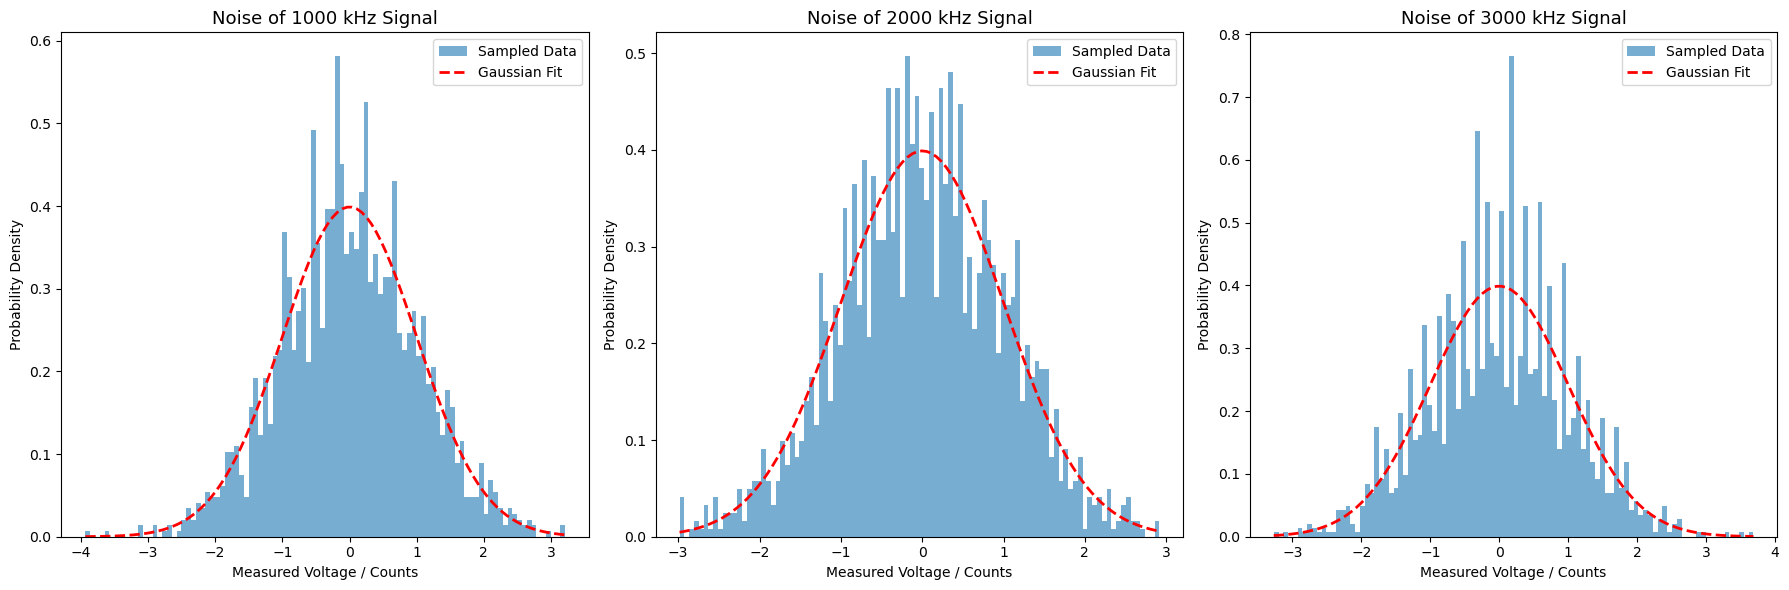 Noise of 1000 kHz Signal
Probability Density
0.6
0.5
0.4
0.3
0.2
0.1
0.0
Sampled Data
Gaussian Fit
−4 −3 −2 −1 0 1 2 3
Measured Voltage / Counts
Noise of 2000 kHz Signal
Probability Density
0.5
0.4
0.3
0.2
0.1
0.0
Sampled Data
Gaussian Fit
−3 −2 −1 0 1 2 3
Measured Voltage / Counts
Noise of 3000 kHz Signal
Probability Density
0.8
0.7
0.6
0.5
0.4
0.3
0.2
0.1
0.0
Sampled Data
Gaussian Fit
−3 −2 −1 0 1 2 3 4
Measured Voltage / Counts